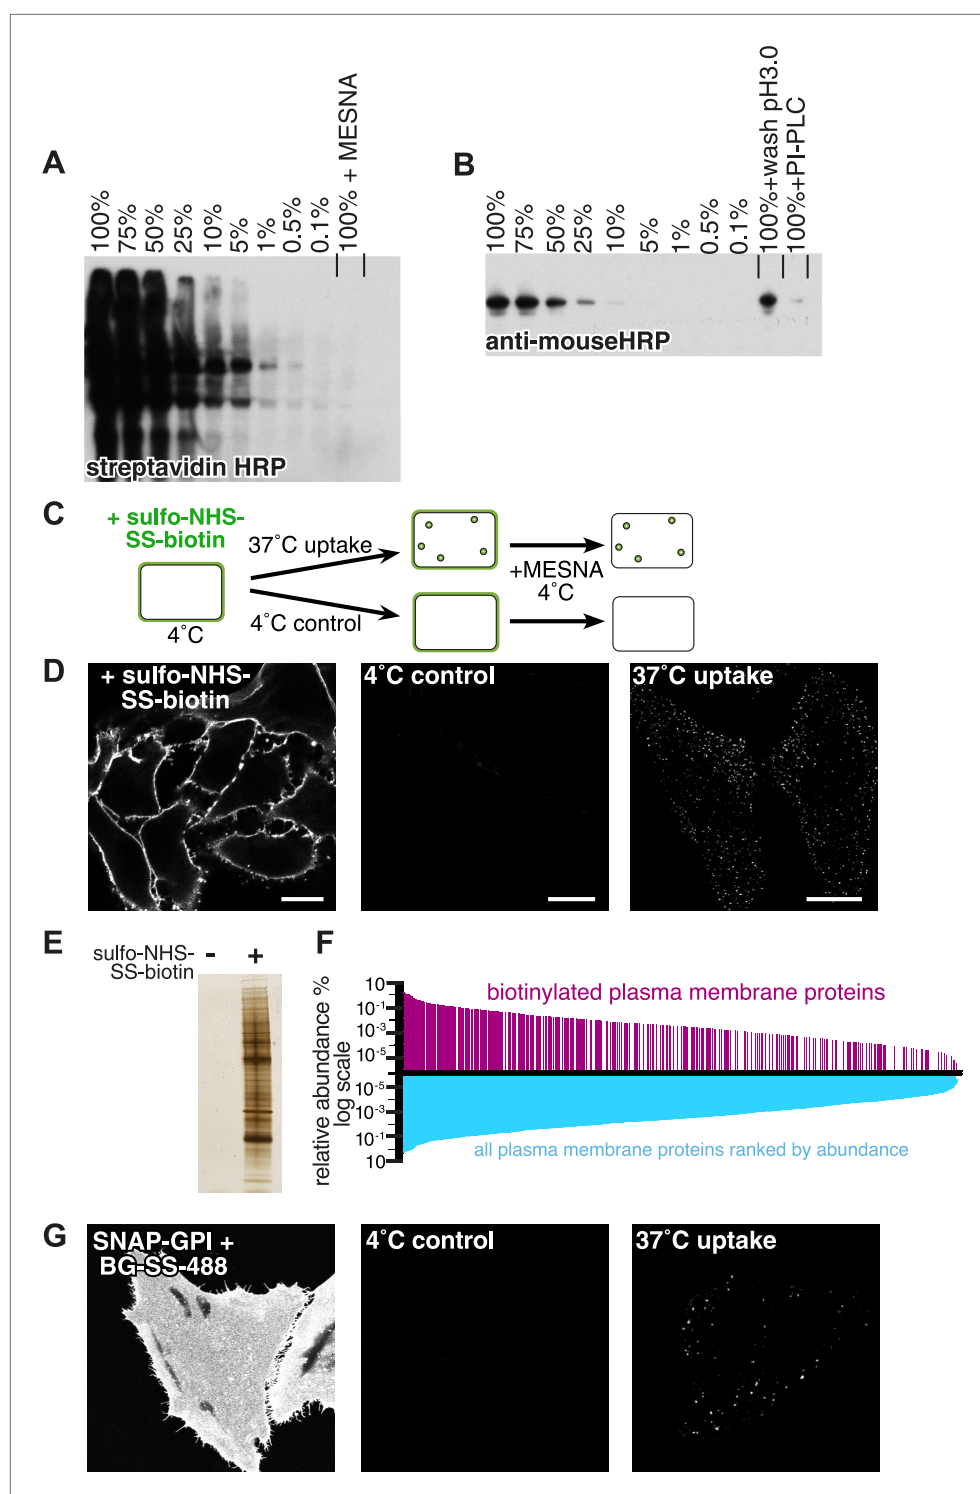 A
100%
75%
50%
25%
10%
5%
1%
0.5%
0.1%
100% + MESNA
streptavidin HRP
B
100%
75%
50%
25%
10%
5%
1%
0.5%
0.1%
100%+wash pH3.0
100%+PI-PLC
anti-mouseHRP
C
+ sulfo-NHS-
SS-biotin
4°C
37°C uptake
4°C control
+MESNA
4°C
D
+ sulfo-NHS-
SS-biotin
4°C control
37°C uptake
E
sulfo-NHS-
SS-biotin
- +
F
relative abundance %
log scale
10
10-1
10-3
10-5
10-5
10-3
10-1
10
biotinylated plasma membrane proteins
all plasma membrane proteins ranked by abundance
G
SNAP-GPI +
BG-SS-488
4°C control
37°C uptake